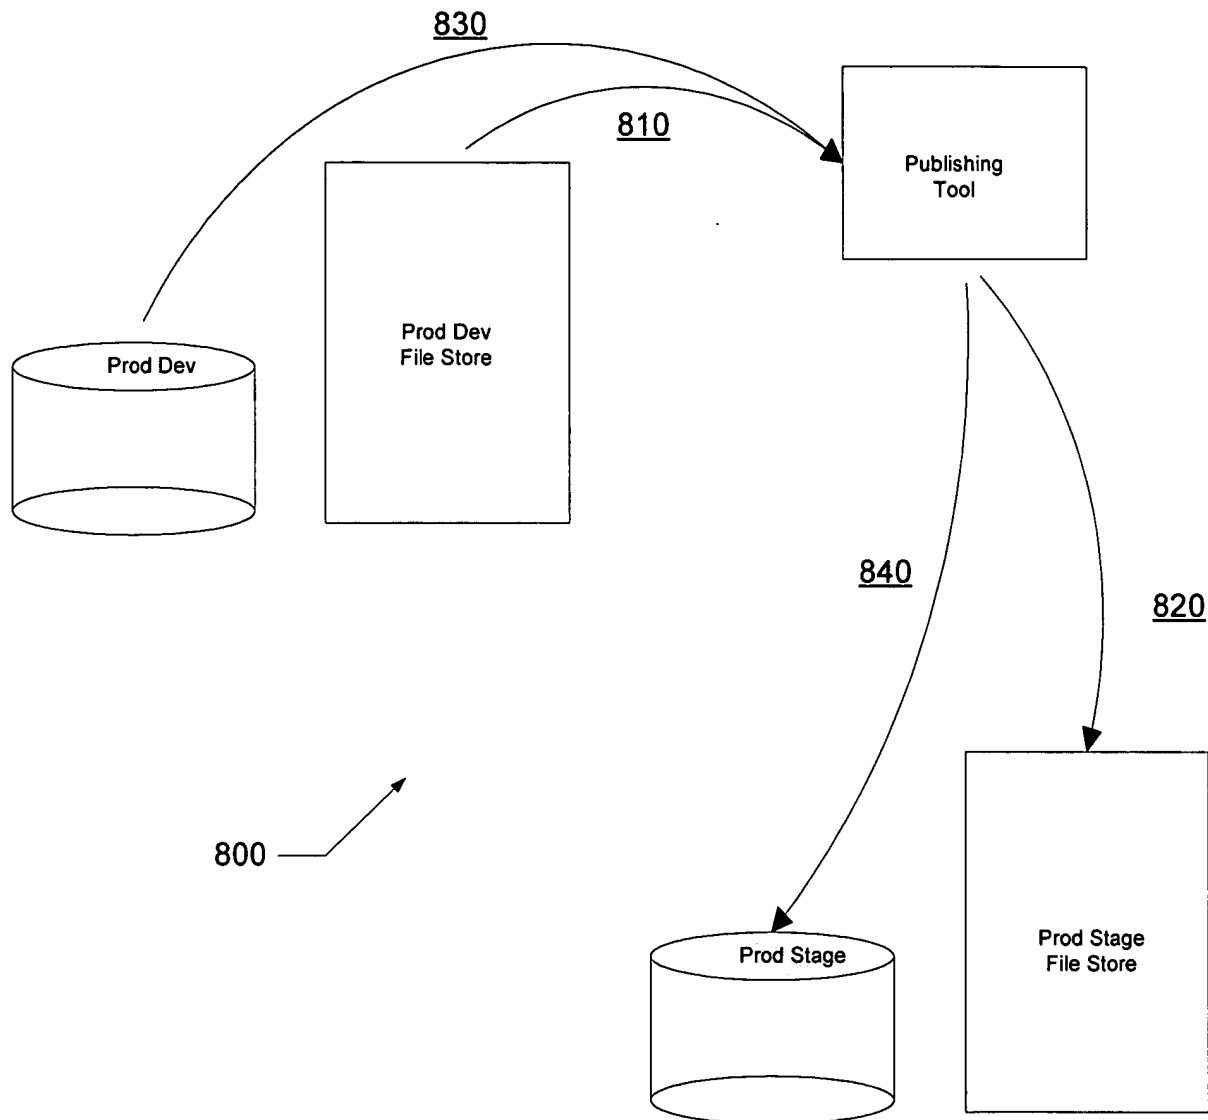 830
810
Publishing
Tool
Prod Dev
File Store
Prod Dev
840
820
800
Prod Stage
Prod Stage
File Store